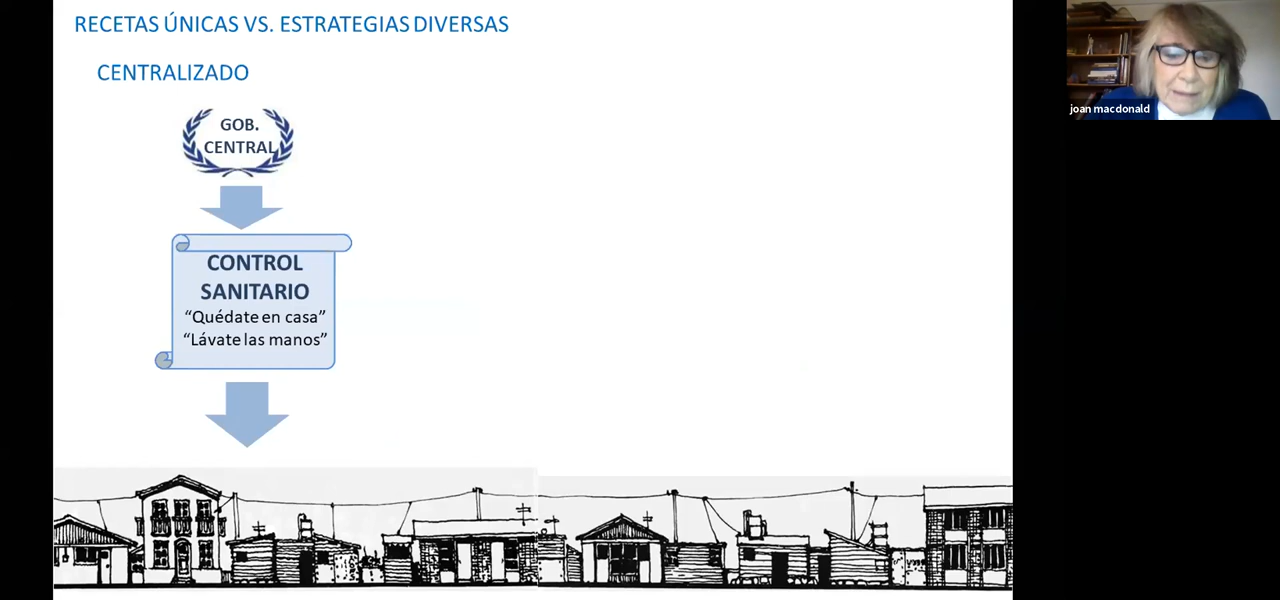 RECETAS ÚNICAS VS. ESTRATEGIAS DIVERSAS
CENTRALIZADO
GOB.
CENTRAL
CONTROL
SANITARIO
“Quédate en casa”
“Lávate las manos”
joan macdonald